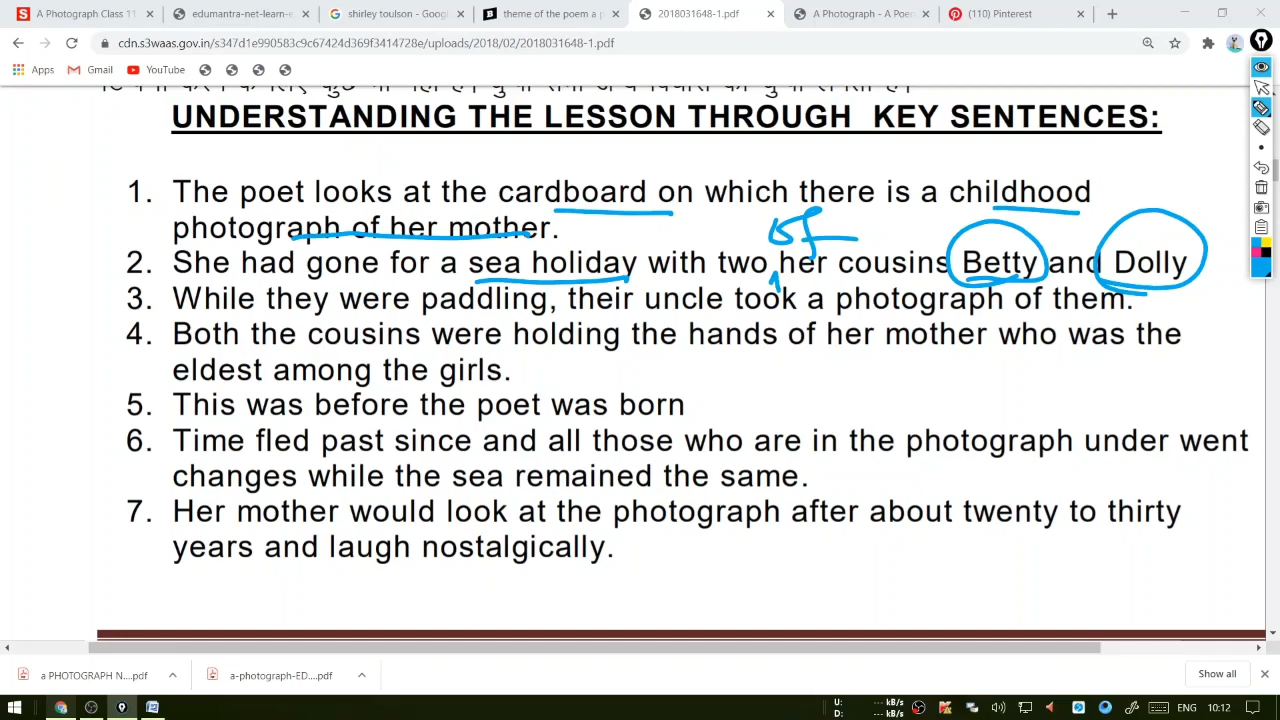 A Photograph Class 11
edumantra-net-learn-e
shirley toulson - Goog
theme of the poem a p
2018031648-1.pdf
A Photograph - A Poem
(110) Pinterest
cdn.s3waas.gov.in/s347d1e990583c9c67424d369f3414728e/uploads/2018/02/2018031648-1.pdf
Apps Gmail YouTube
UNDERSTANDING THE LESSON THROUGH KEY SENTENCES:
1. The poet looks at the cardboard on which there is a childhood
photograph of her mother.
of
2. She had gone for a sea holiday with two her cousins Betty and Dolly
3. While they were paddling, their uncle took a photograph of them.
4. Both the cousins were holding the hands of her mother who was the
eldest among the girls.
5. This was before the poet was born
6. Time fled past since and all those who are in the photograph under went
changes while the sea remained the same.
7. Her mother would look at the photograph after about twenty to thirty
years and laugh nostalgically.
a PHOTOGRAPH N....pdf
a-photograph-ED....pdf
Show all
U: --- kB/s
D: --- kB/s
ENG 10:12